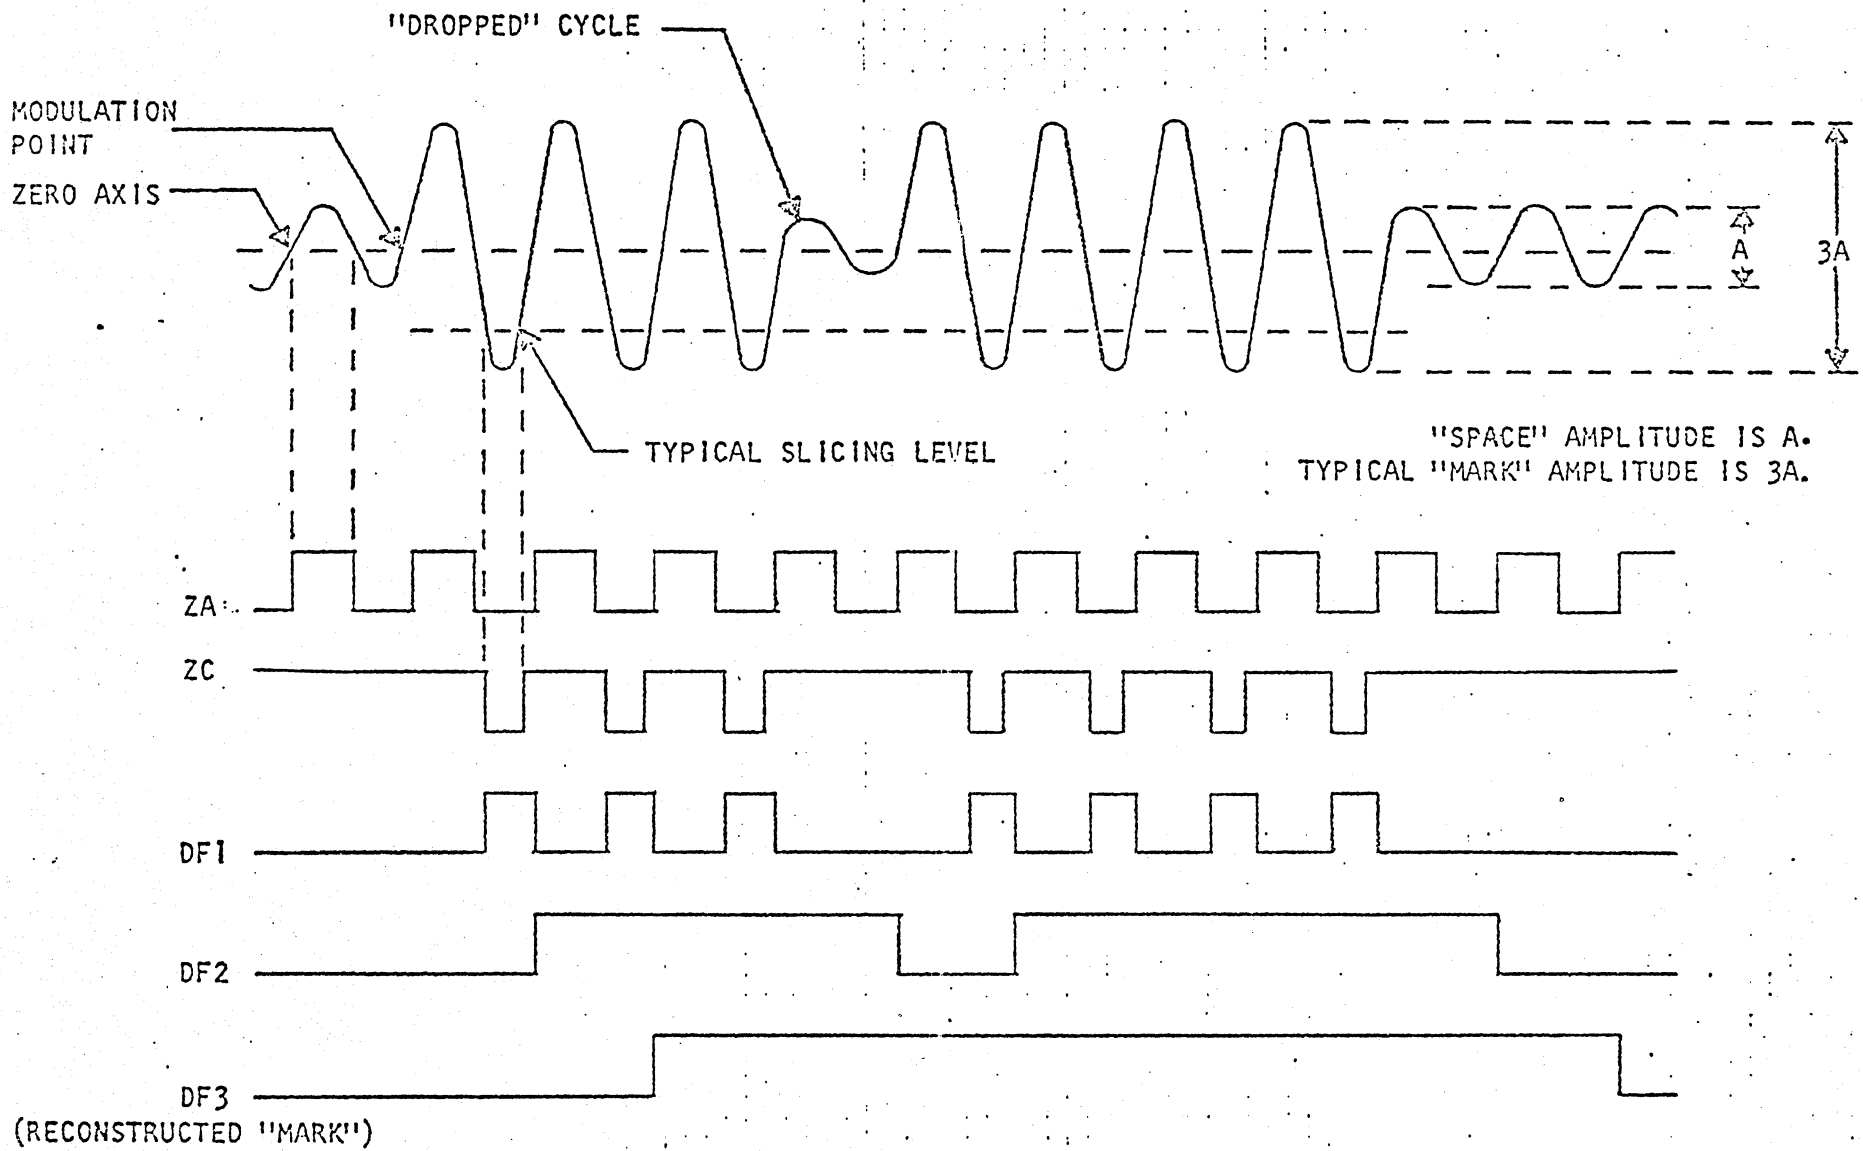 "DROPPED" CYCLE
MODULATION
POINT
ZERO AXIS
A
3A
TYPICAL SLICING LEVEL
"SPACE" AMPLITUDE IS A.
TYPICAL "MARK" AMPLITUDE IS 3A.
ZA
ZC
DF1
DF2
DF3
(RECONSTRUCTED "MARK")